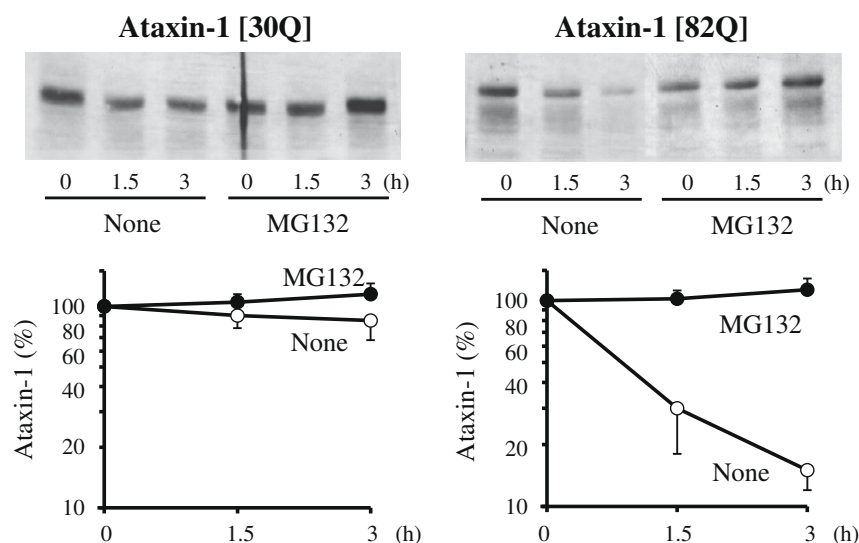 Ataxin-1 [30Q]
0 1.5 3 0 1.5 3 (h)
None MG132
MG132
None
Ataxin-1 (%)
100
80
60
40
20
10
0 1.5 3 (h)
Ataxin-1 [82Q]
0 1.5 3 0 1.5 3 (h)
None MG132
MG132
None
Ataxin-1 (%)
100
80
60
40
20
10
0 1.5 3 (h)